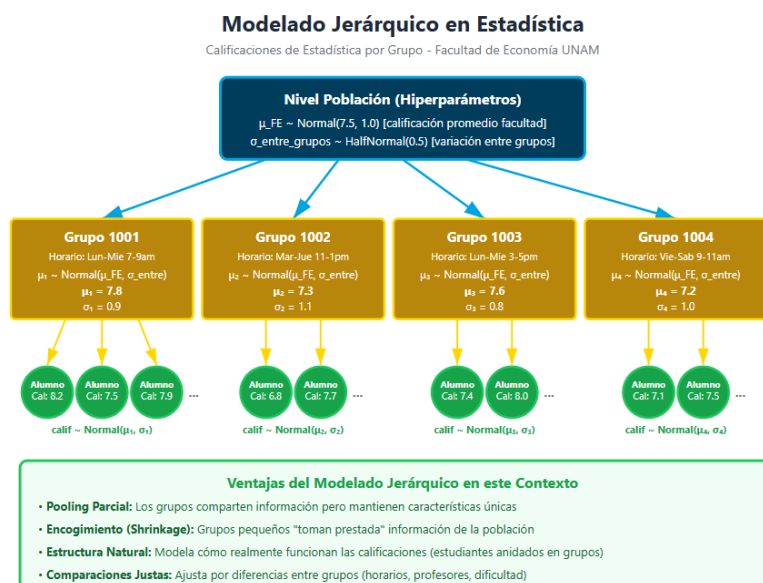 Modelado Jerárquico en Estadística
Calificaciones de Estadística por Grupo - Facultad de Economía UNAM
Nivel Población (Hiperparámetros)
μ_FE ~ Normal(7.5, 1.0) [calificación promedio facultad]
σ_entre_grupos ~ HalfNormal(0.5) [variación entre grupos]
Grupo 1001
Horario: Lun-Mie 7-9am
μ₁ ~ Normal(μ_FE, σ_entre)
μ₁ = 7.8
σ₁ = 0.9
Grupo 1002
Horario: Mar-Jue 11-1pm
μ₂ ~ Normal(μ_FE, σ_entre)
μ₂ = 7.3
σ₂ = 1.1
Grupo 1003
Horario: Lun-Mie 3-5pm
μ₃ ~ Normal(μ_FE, σ_entre)
μ₃ = 7.6
σ₃ = 0.8
Grupo 1004
Horario: Vie-Sab 9-11am
μ₄ ~ Normal(μ_FE, σ_entre)
μ₄ = 7.2
σ₄ = 1.0
Alumno
Cal: 8.2
Alumno
Cal: 7.5
Alumno
Cal: 7.9
...
calif ~ Normal(μ₁, σ₁)
Alumno
Cal: 6.8
Alumno
Cal: 7.7
...
calif ~ Normal(μ₂, σ₂)
Alumno
Cal: 7.4
Alumno
Cal: 8.0
...
calif ~ Normal(μ₃, σ₃)
Alumno
Cal: 7.1
Alumno
Cal: 7.5
...
calif ~ Normal(μ₄, σ₄)
Ventajas del Modelado Jerárquico en este Contexto
• Pooling Parcial: Los grupos comparten información pero mantienen características únicas
• Encogimiento (Shrinkage): Grupos pequeños "toman prestada" información de la población
• Estructura Natural: Modela cómo realmente funcionan las calificaciones (estudiantes anidados en grupos)
• Comparaciones Justas: Ajusta por diferencias entre grupos (horarios, profesores, dificultad)